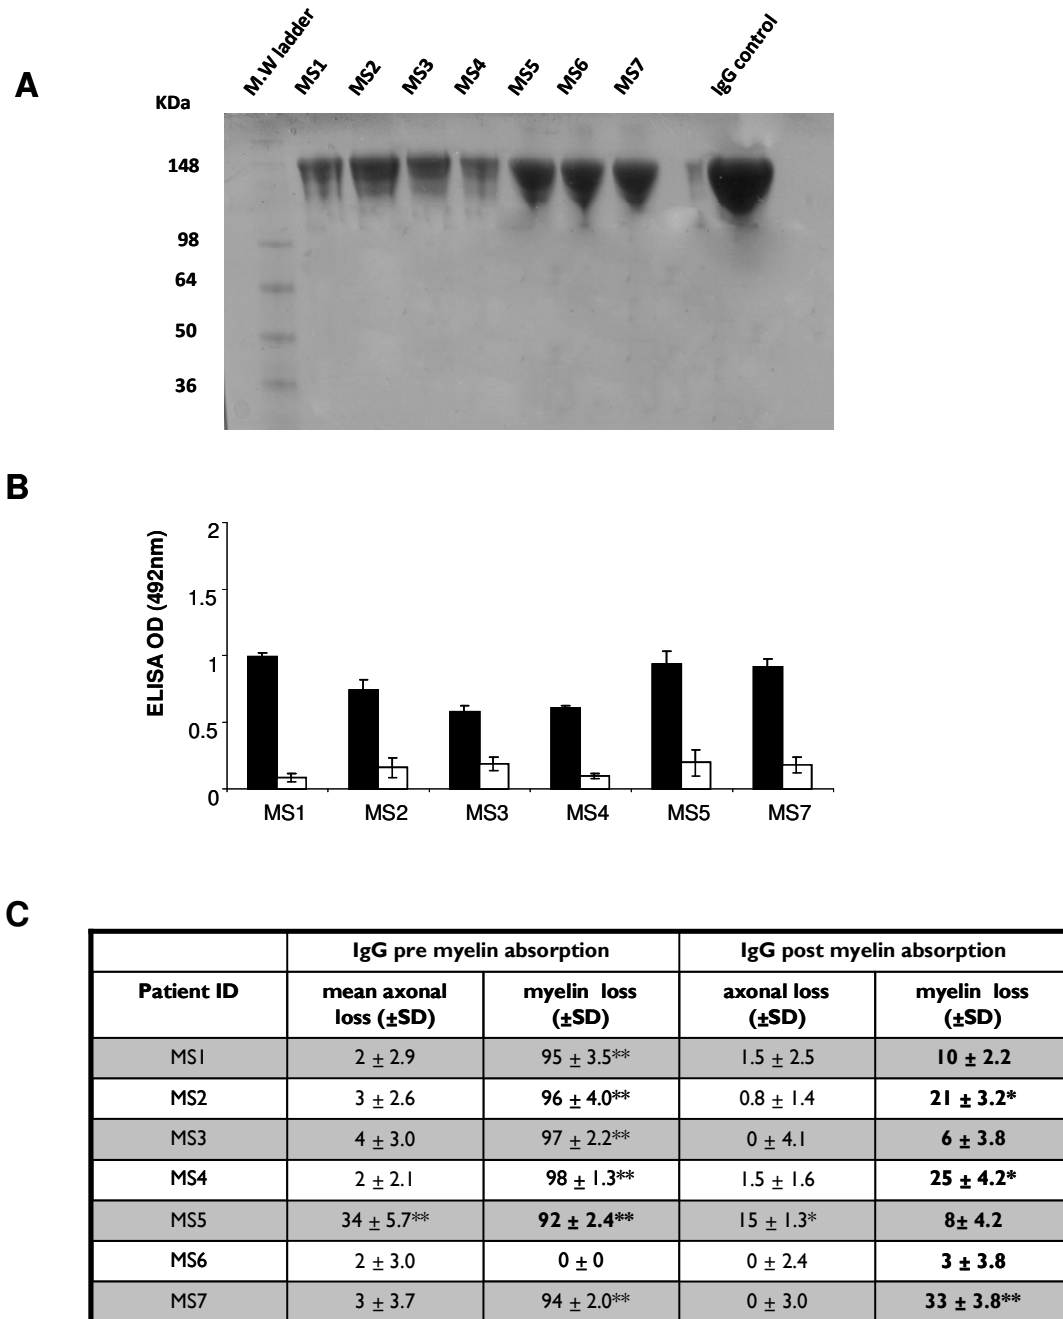 A
M.W ladder
MS1
MS2
MS3
MS4
MS5
MS6
MS7
IgG control
KDa
148
98
64
50
36
B
ELISA OD (492nm)
2
1.5
1
0.5
0
MS1 MS2 MS3 MS4 MS5 MS7
C
IgG pre myelin absorption IgG post myelin absorption
Patient ID mean axonal loss (±SD) myelin loss (±SD) axonal loss (±SD) myelin loss (±SD)
MS1 2 ± 2.9 95 ± 3.5** 1.5 ± 2.5 10 ± 2.2
MS2 3 ± 2.6 96 ± 4.0** 0.8 ± 1.4 21 ± 3.2*
MS3 4 ± 3.0 97 ± 2.2** 0 ± 4.1 6 ± 3.8
MS4 2 ± 2.1 98 ± 1.3** 1.5 ± 1.6 25 ± 4.2*
MS5 34 ± 5.7** 92 ± 2.4** 15 ± 1.3* 8± 4.2
MS6 2 ± 3.0 0 ± 0 0 ± 2.4 3 ± 3.8
MS7 3 ± 3.7 94 ± 2.0** 0 ± 3.0 33 ± 3.8**